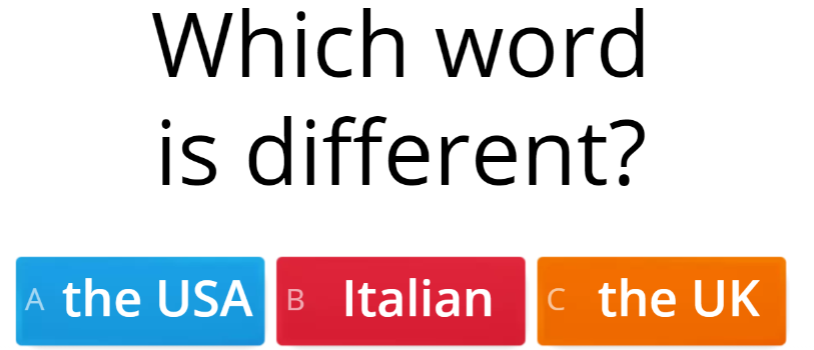 Which word
is different?
A the USA B Italian C the UK